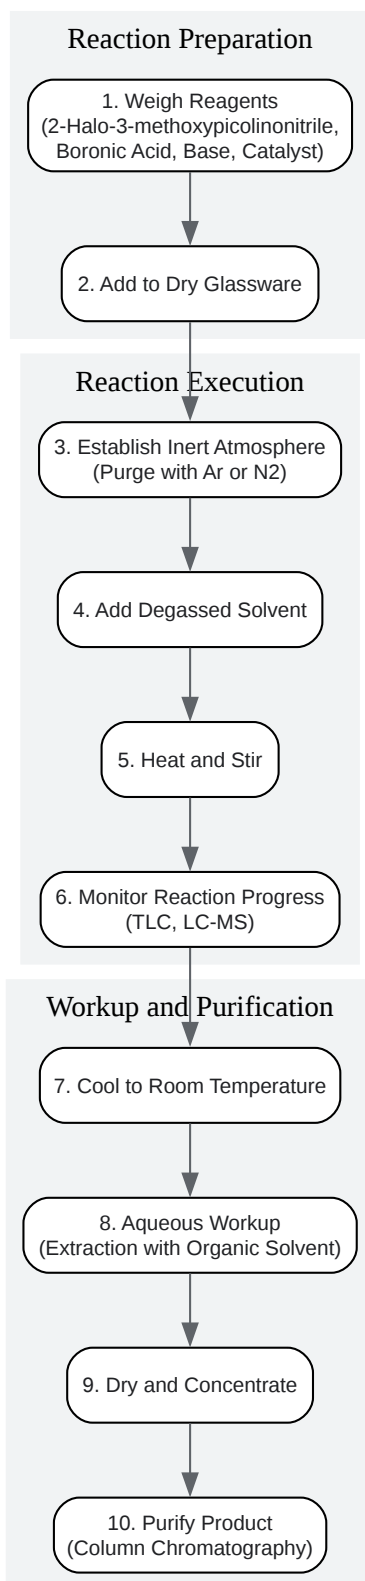 Reaction Preparation
1. Weigh Reagents
(2-Halo-3-methoxypicolinonitrile,
Boronic Acid, Base, Catalyst)
2. Add to Dry Glassware
Reaction Execution
3. Establish Inert Atmosphere
(Purge with Ar or N2)
4. Add Degassed Solvent
5. Heat and Stir
6. Monitor Reaction Progress
(TLC, LC-MS)
Workup and Purification
7. Cool to Room Temperature
8. Aqueous Workup
(Extraction with Organic Solvent)
9. Dry and Concentrate
10. Purify Product
(Column Chromatography)